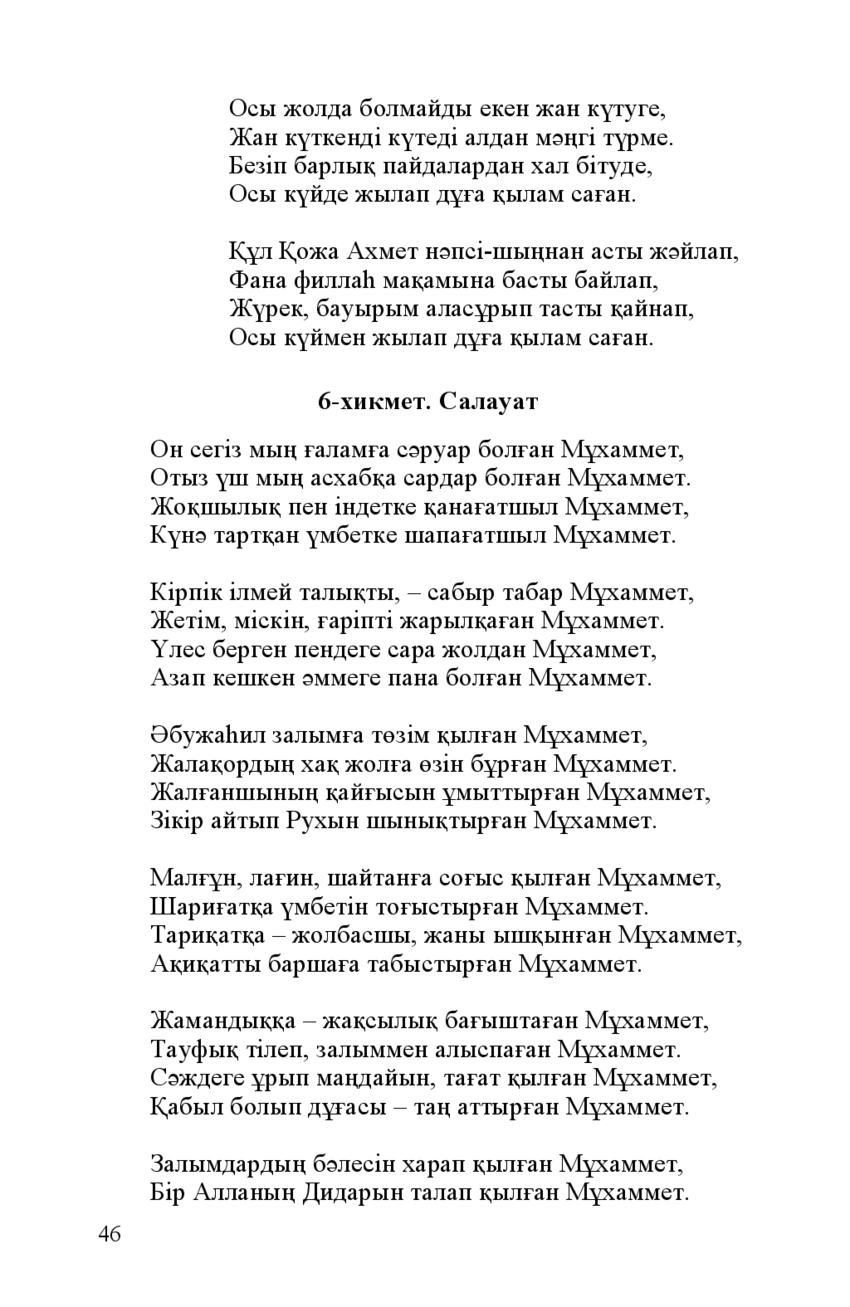 Осы жолда болмайды екен жан күтуге,
Жан күткенді күтеді алдан мәңгі түрме.
Безіп барлық пайдалардан хал бітуде,
Осы күйде жылап дұға қылам саған.

Құл Қожа Ахмет нәпсі-шыңнан асты жәйлап,
Фана филлаһ мақамына басты байлап,
Жүрек, бауырым аласұрып тасты қайнап,
Осы күймен жылап дұға қылам саған.

6-хикмет. Салауат

Он сегіз мың ғаламға сәруар болған Мұхаммет,
Отыз үш мың асхабқа сардар болған Мұхаммет.
Жоқшылық пен індетке қанағатшыл Мұхаммет,
Күнә тартқан үмбетке шапағатшыл Мұхаммет.

Кірпік ілмей талықты, – сабыр табар Мұхаммет,
Жетім, міскін, ғаріпті жарылқаған Мұхаммет.
Үлес берген пендеге сара жолдан Мұхаммет,
Азап кешкен әммеге пана болған Мұхаммет.

Әбужаһил залымға төзім қылған Мұхаммет,
Жалақордың хақ жолға өзін бұрған Мұхаммет.
Жалғаншының қайғысын ұмыттырған Мұхаммет,
Зікір айтып Рухын шынықтырған Мұхаммет.

Малғұн, лағин, шайтанға соғыс қылған Мұхаммет,
Шариғатқа үмбетін тоғыстырған Мұхаммет.
Тариқатқа – жолбасшы, жаны ышқынған Мұхаммет,
Ақиқатты баршаға табыстырған Мұхаммет.

Жамандыққа – жақсылық бағыштаған Мұхаммет,
Тауфық тілеп, залыммен алыспаған Мұхаммет.
Сәждеге ұрып маңдайын, тағат қылған Мұхаммет,
Қабыл болып дұғасы – таң аттырған Мұхаммет.

Залымдардың бәлесін харап қылған Мұхаммет,
Бір Алланың Дидарын талап қылған Мұхаммет.
46